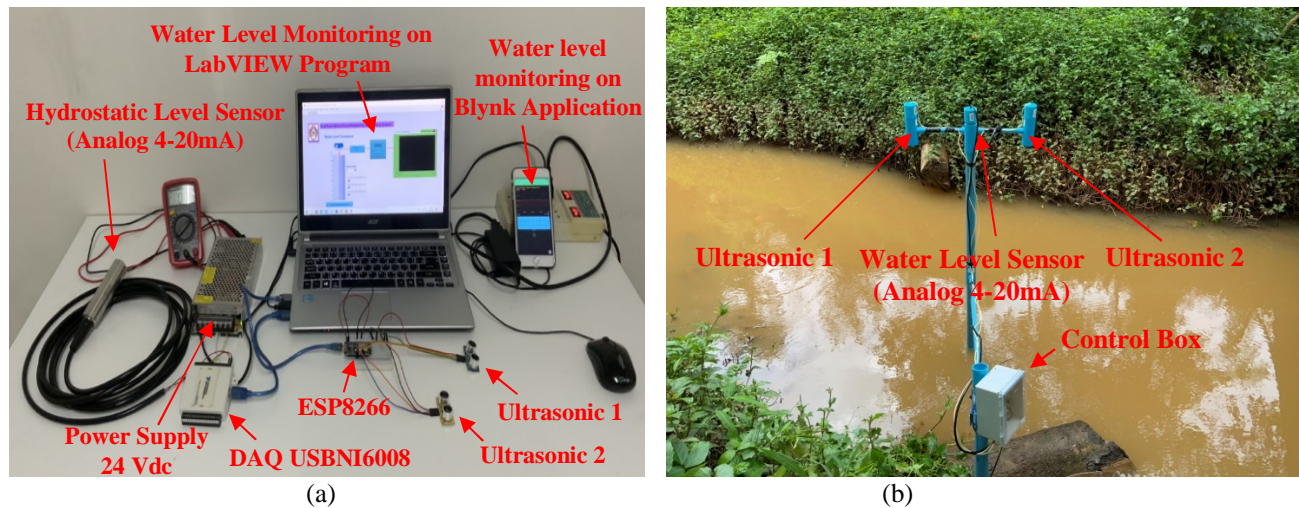 Water Level Monitoring on
LabVIEW Program
Water level
monitoring on
Blynk Application
Hydrostatic Level Sensor
(Analog 4-20mA)
ESP8266
Ultrasonic 1
Power Supply
24 Vdc
DAQ USBNI6008
Ultrasonic 2
(a)
Ultrasonic 1
Water Level Sensor
(Analog 4-20mA)
Ultrasonic 2
Control Box
(b)